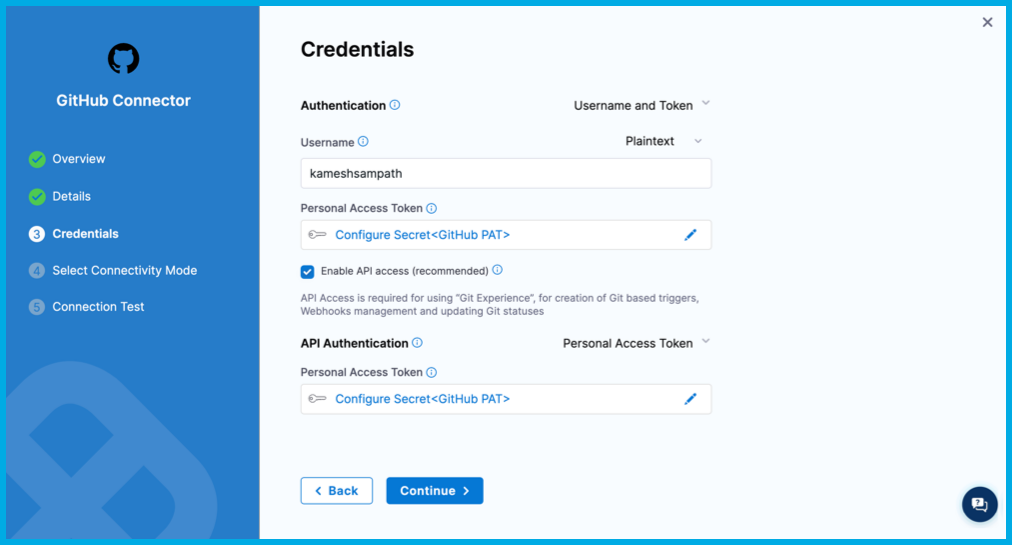 GitHub Connector
Overview
Details
3 Credentials
4 Select Connectivity Mode
5 Connection Test
Credentials
Authentication Username and Token
Username Plaintext
kameshsampath
Personal Access Token
Configure Secret<GitHub PAT>
Enable API access (recommended)
API Access is required for using "Git Experience", for creation of Git based triggers,
Webhooks management and updating Git statuses
API Authentication Personal Access Token
Personal Access Token
Configure Secret<GitHub PAT>
Back Continue